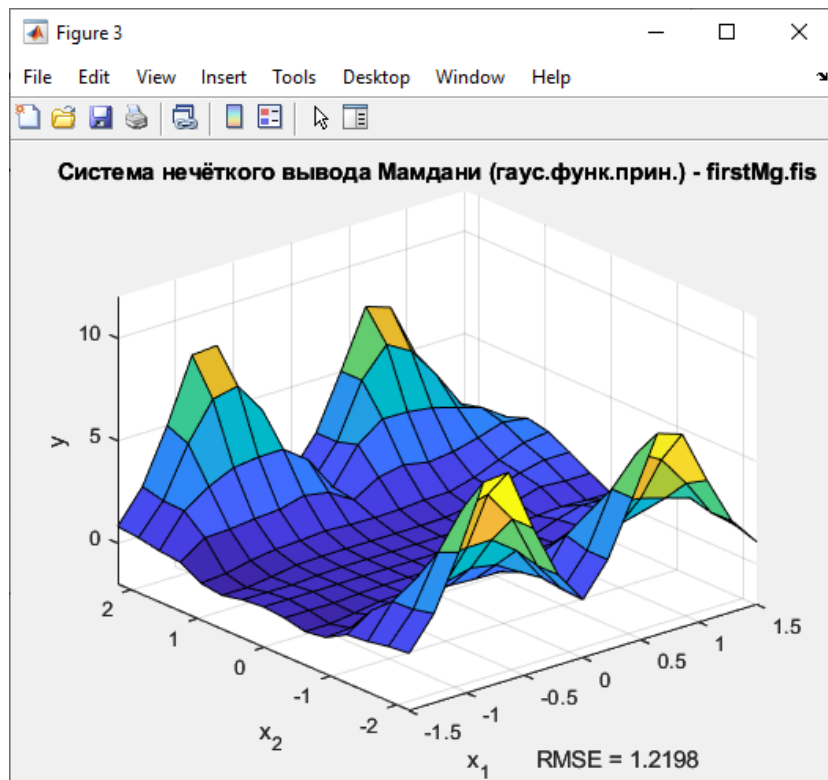 Figure 3
File Edit View Insert Tools Desktop Window Help
Система нечёткого вывода Мамдани (гаус.функ.прин.) - firstMg.fis
10
5
0
y
2
1
0
-1
-2
x2
-1.5
-1
-0.5
0
0.5
1
1.5
x1
RMSE = 1.2198